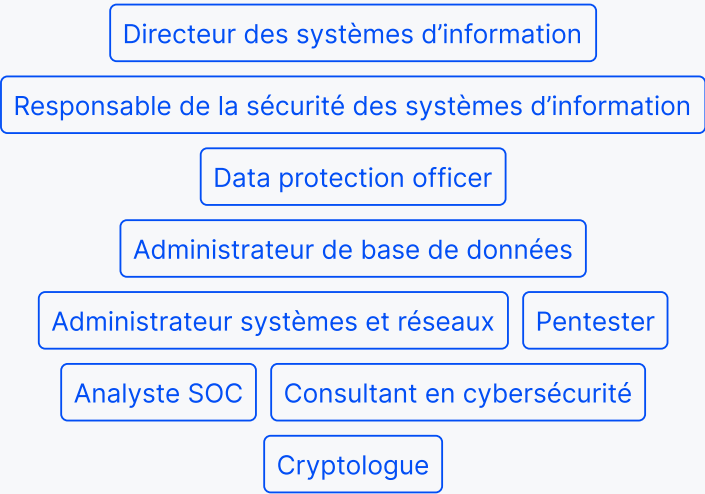 Directeur des systèmes d’information
Responsable de la sécurité des systèmes d’information
Data protection officer
Administrateur de base de données
Administrateur systèmes et réseaux Pentester
Analyste SOC Consultant en cybersécurité
Cryptologue